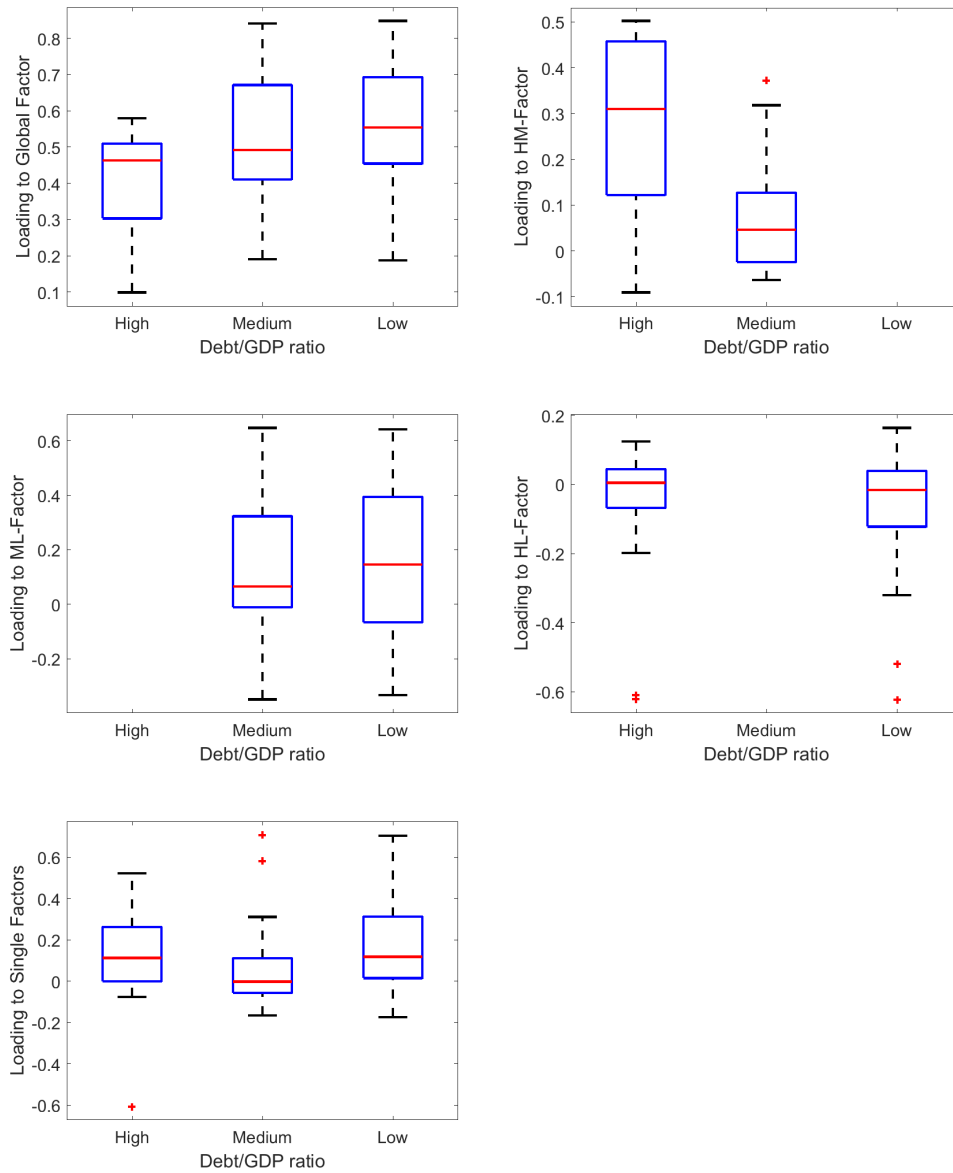 Loading to Global Factor
0.8
0.7
0.6
0.5
0.4
0.3
0.2
0.1
High Medium Low
Debt/GDP ratio
Loading to HM-Factor
0.5
0.4
0.3
0.2
0.1
0
-0.1
High Medium Low
Debt/GDP ratio
Loading to ML-Factor
0.6
0.4
0.2
0
-0.2
High Medium Low
Debt/GDP ratio
Loading to HL-Factor
0.2
0
-0.2
-0.4
-0.6
High Medium Low
Debt/GDP ratio
Loading to Single Factors
0.6
0.4
0.2
0
-0.2
-0.4
-0.6
High Medium Low
Debt/GDP ratio